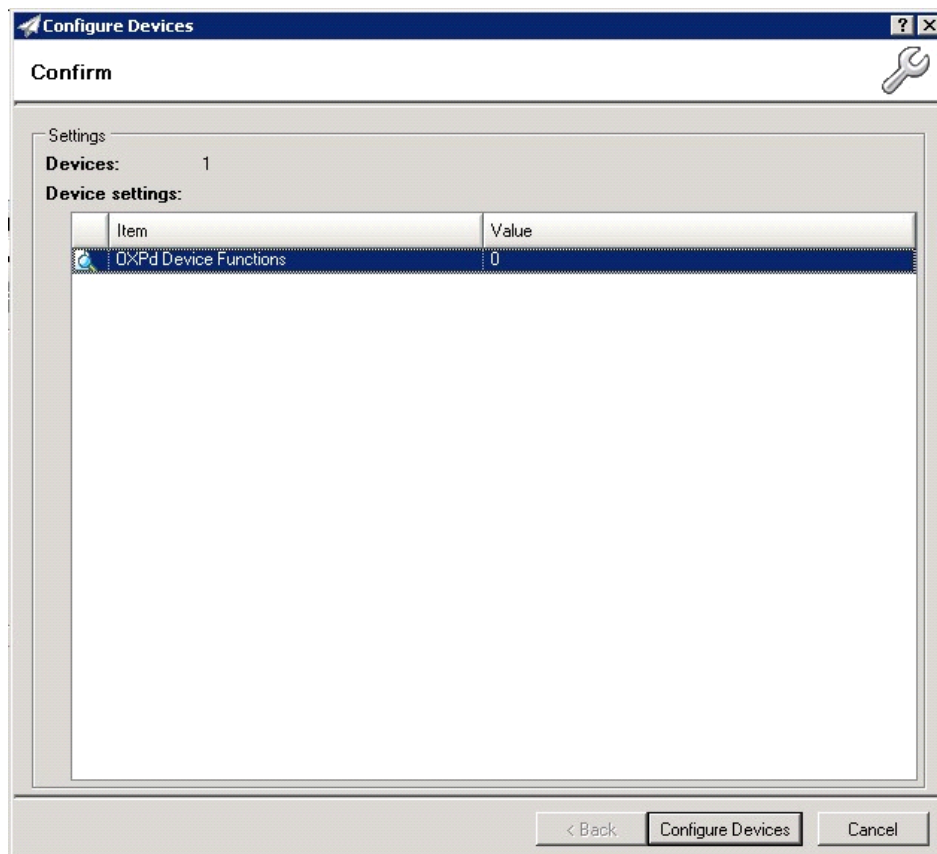 Configure Devices
Confirm
Settings
Devices: 1
Device settings:
Item Value
OXPd Device Functions 0
< Back Configure Devices Cancel